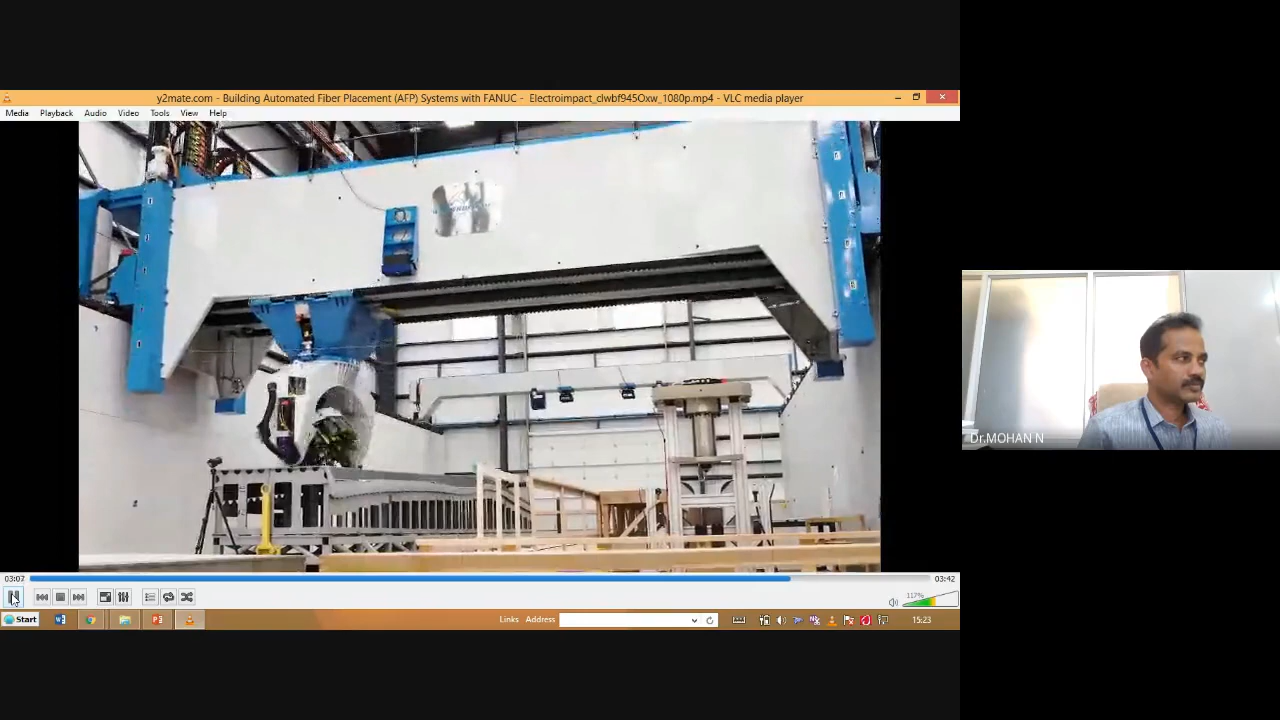 y2mate.com - Building Automated Fiber Placement (AFP) Systems with FANUC - Electroimpact_clwbf945Oxw_1080p.mp4 - VLC media player
Media Playback Audio Video Tools View Help
Dr.MOHAN N
03:07
03:42
117%
Start
Links Address
15:23